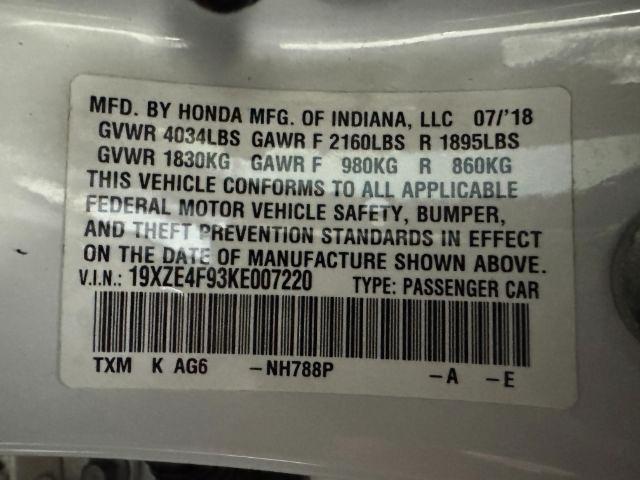 MFD. BY HONDA MFG. OF INDIANA, LLC 07/'18
GVWR 4034LBS GAWR F 2160LBS R 1895LBS
GVWR 1830KG GAWR F 980KG R 860KG
THIS VEHICLE CONFORMS TO ALL APPLICABLE
FEDERAL MOTOR VEHICLE SAFETY, BUMPER,
AND THEFT PREVENTION STANDARDS IN EFFECT
ON THE DATE OF MANUFACTURE SHOWN ABOVE.
V.I.N.: 19XZE4F93KE007220 TYPE: PASSENGER CAR
TXM K AG6 -NH788P -A -E